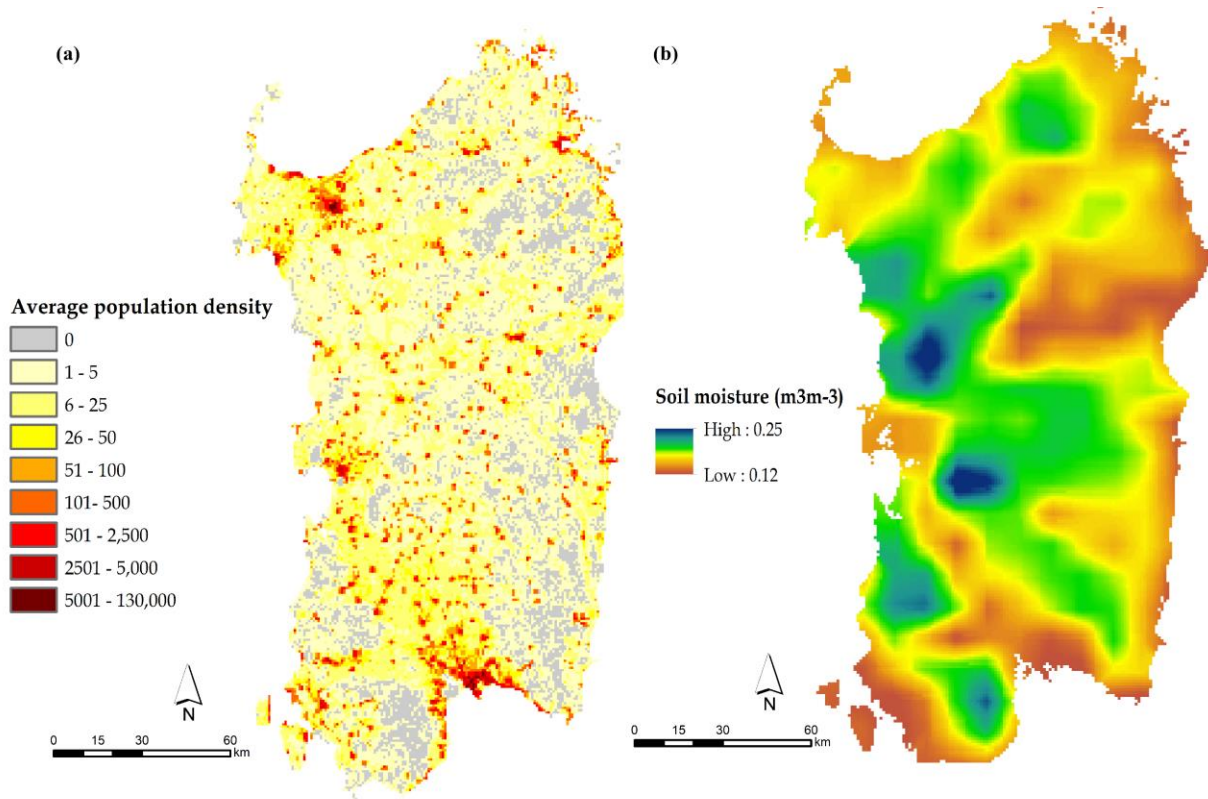 (a)
Average population density
0
1 - 5
6 - 25
26 - 50
51 - 100
101- 500
501 - 2,500
2501 - 5,000
5001 - 130,000
N
0 15 30 60
km
(b)
Soil moisture (m3m-3)
High : 0.25
Low : 0.12
N
0 15 30 60
km